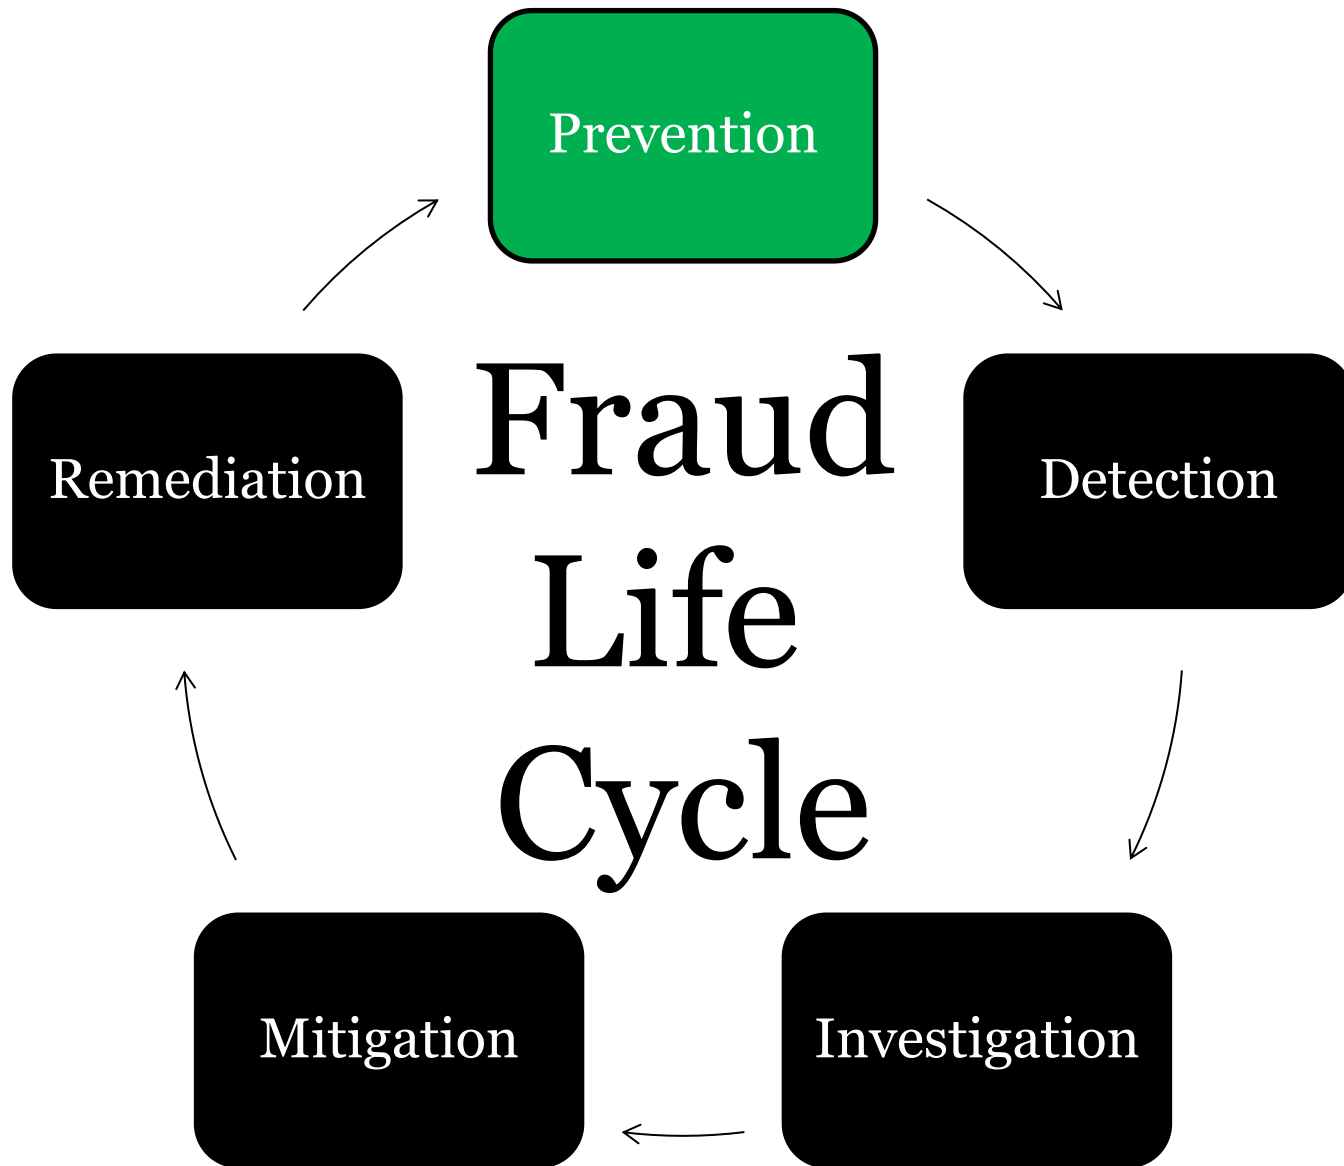 Prevention
Fraud
Life
Cycle
Remediation
Detection
Mitigation
Investigation